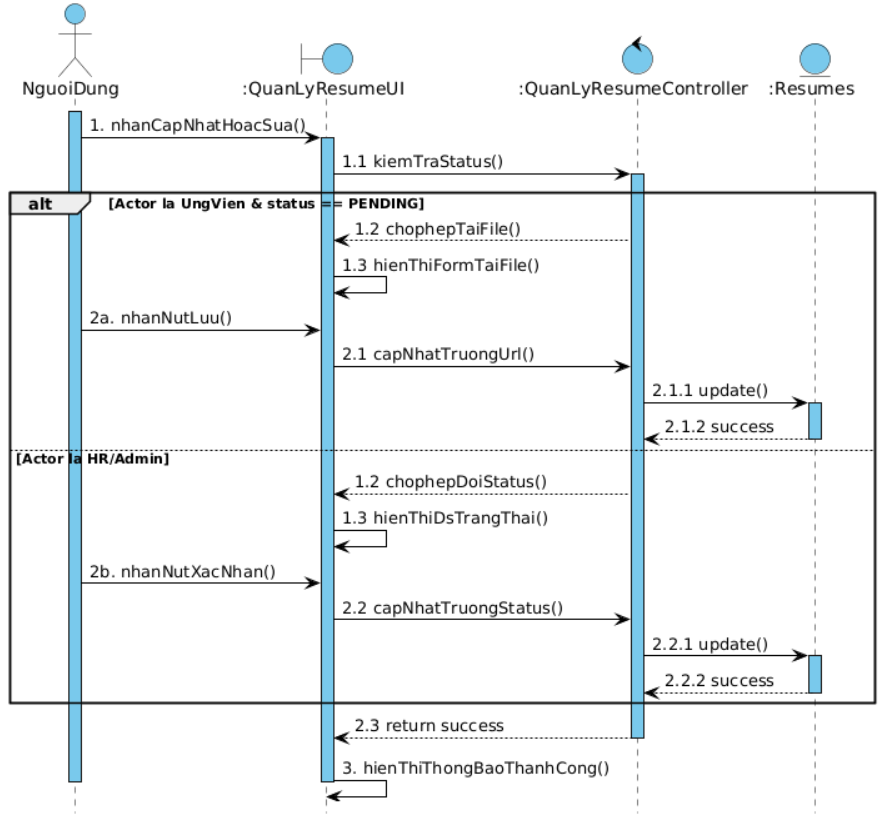 NguoiDung
:QuanLyResumeUI
:QuanLyResumeController
:Resumes
1. nhanCapNhatHoacSua()
1.1 kiemTraStatus()
alt
[Actor la UngVien & status == PENDING]
1.2 chophepTaiFile()
1.3 hienThiFormTaiFile()
2a. nhanNutLuu()
2.1 capNhatTruongUrl()
2.1.1 update()
2.1.2 success
[Actor la HR/Admin]
1.2 chophepDoiStatus()
1.3 hienThiDsTrangThai()
2b. nhanNutXacNhan()
2.2 capNhatTruongStatus()
2.2.1 update()
2.2.2 success
2.3 return success
3. hienThiThongBaoThanhCong()